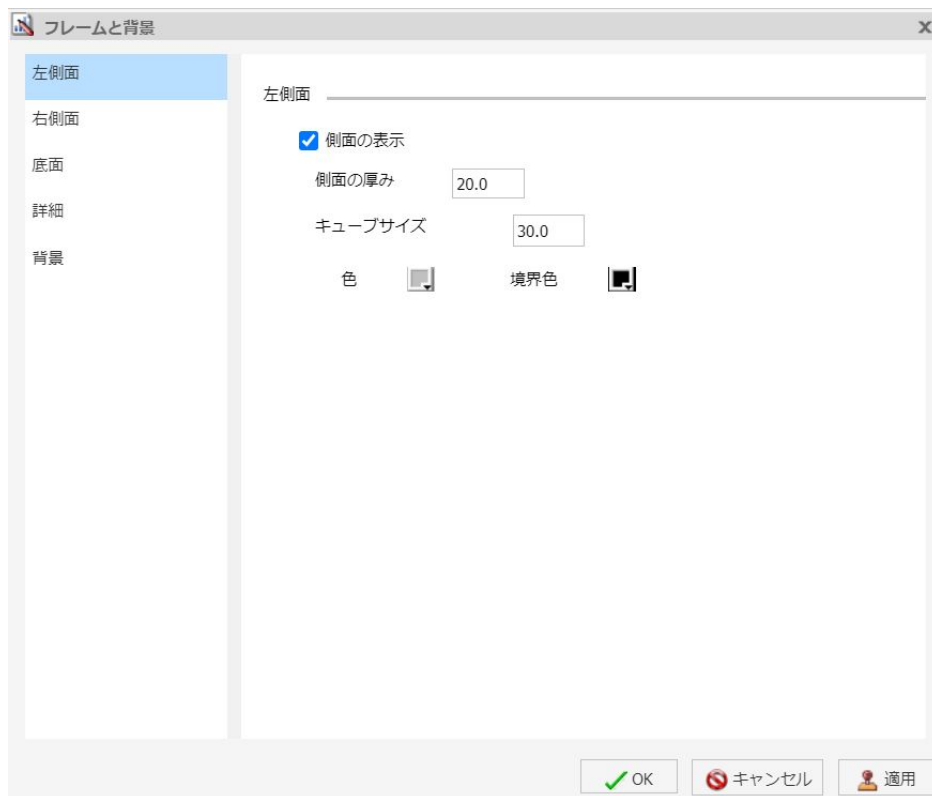 フレームと背景
x
左側面
右側面
底面
詳細
背景
左側面
側面の表示
側面の厚み 20.0
キューブサイズ 30.0
色 境界色
OK キャンセル 適用